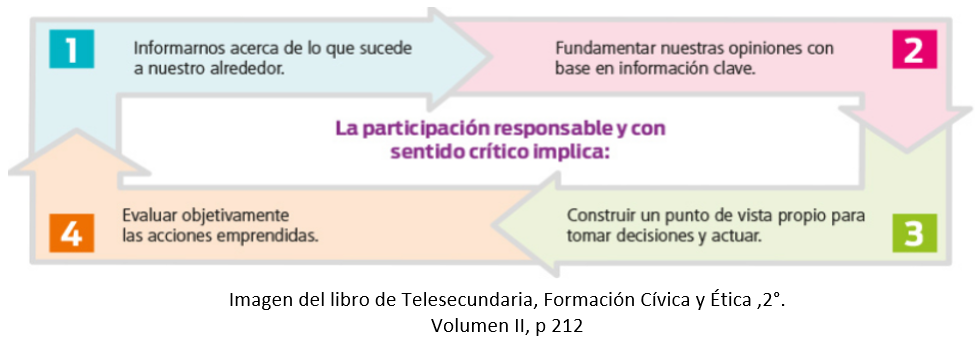 1
Informarnos acerca de lo que sucede
a nuestro alrededor.
2
Fundamentar nuestras opiniones con
base en información clave.
La participación responsable y con
sentido crítico implica:
4
Evaluar objetivamente
las acciones emprendidas.
Construir un punto de vista propio para
tomar decisiones y actuar.
3
Imagen del libro de Telesecundaria, Formación Cívica y Ética ,2°.
Volumen II, p 212